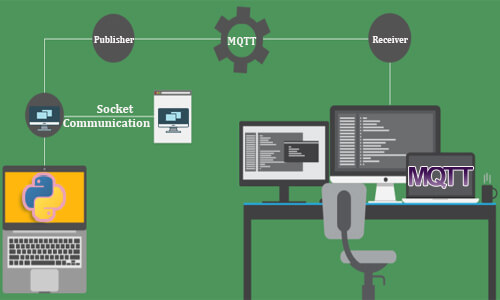 Publisher
MQTT
Receiver
Socket
Communication
MQTT